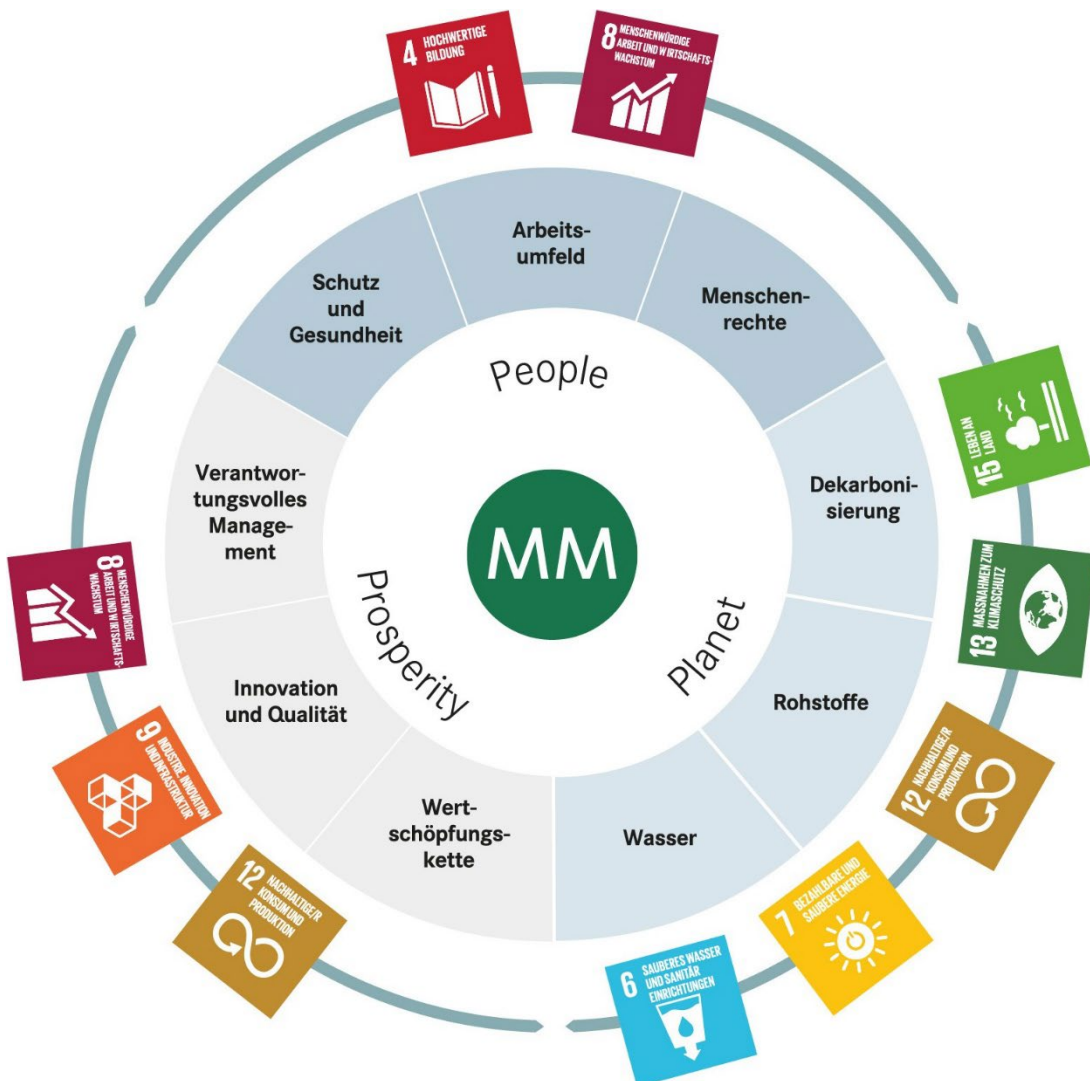 4 HOCHWERTIGE
BILDUNG
8 MENSCHENWÜRDIGE
ARBEIT UND WIRTSCHAFTS-
WACHSTUM
Arbeits-
umfeld
Schutz
und
Gesundheit
Menschen-
rechte
People
15 LEBEN AN
LAND
Verantwor-
tungsvolles
Manage-
ment
Dekarboni-
sierung
MM
13 MASSNAHMEN ZUM
KLIMASCHUTZ
8 MENSCHENWÜRDIGE
ARBEIT UND WIRTSCHAFTS-
WACHSTUM
Prosperity
Planet
Innovation
und Qualität
Rohstoffe
9 INDUSTRIE, INNOVATION
UND INFRASTRUKTUR
12 NACHHALTIGE/R
KONSUM UND
PRODUKTION
Wert-
schöpfungs-
kette
Wasser
12 NACHHALTIGE/R
KONSUM UND
PRODUKTION
7 BEZAHLBARE UND
SAUBERE ENERGIE
6 SAUBERES WASSER
UND SANITÄR
EINRICHTUNGEN